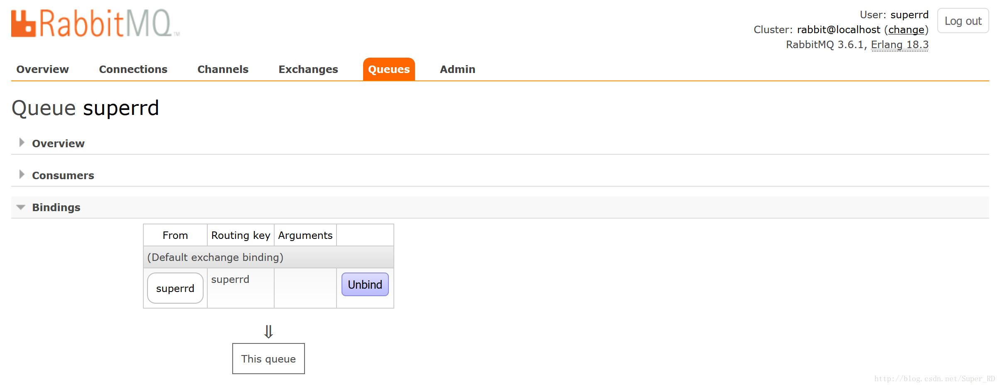 RabbitMQ™
User: superrd
Log out
Cluster: rabbit@localhost (change)
RabbitMQ 3.6.1, Erlang 18.3
Overview Connections Channels Exchanges Queues Admin
Queue superrd
Overview
Consumers
Bindings
From Routing key Arguments
(Default exchange binding)
superrd superrd Unbind
⇓
This queue
http://blog.csdn.net/Super_RD